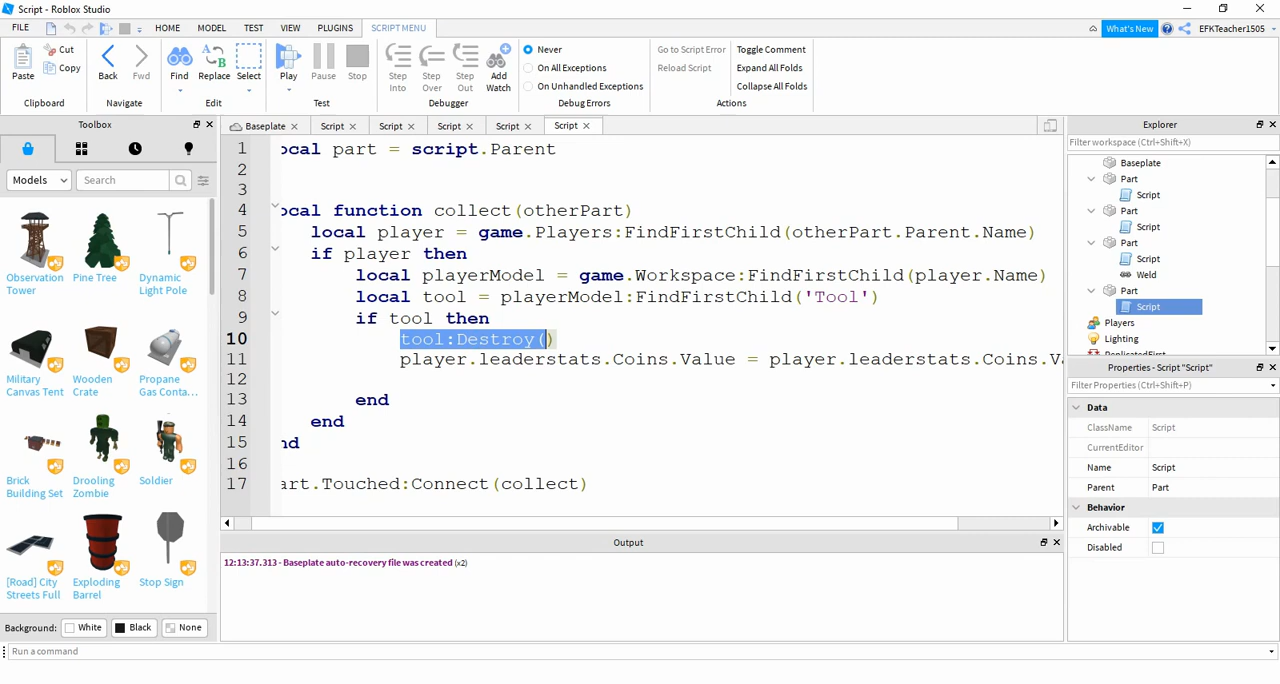 Script - Roblox Studio
FILE HOME MODEL TEST VIEW PLUGINS SCRIPT MENU What's New EFKTeacher1505
Paste Cut Copy Back Fwd Find Replace Select Play Pause Stop Step Into Step Over Step Out Add Watch
Never
On All Exceptions
On Unhandled Exceptions
Go to Script Error
Reload Script
Toggle Comment
Expand All Folds
Collapse All Folds
Clipboard Navigate Edit Test Debugger Debug Errors Actions
Toolbox
Models Search
Observation Tower
Pine Tree
Dynamic Light Pole
Military Canvas Tent
Wooden Crate
Propane Gas Conta...
Brick Building Set
Drooling Zombie
Soldier
[Road] City Streets Full
Exploding Barrel
Stop Sign
Background: White Black None
Baseplate Script Script Script Script Script
1 ocal part = script.Parent
2
3
4 ocal function collect(otherPart)
5 local player = game.Players:FindFirstChild(otherPart.Parent.Name)
6 if player then
7 local playerModel = game.Workspace:FindFirstChild(player.Name)
8 local tool = playerModel:FindFirstChild('Tool')
9 if tool then
10 tool:Destroy()
11 player.leaderstats.Coins.Value = player.leaderstats.Coins.Va
12
13 end
14 end
15 nd
16
17 art.Touched:Connect(collect)
Output
12:13:37.313 - Baseplate auto-recovery file was created (x2)
Explorer
Filter workspace (Ctrl+Shift+X)
Baseplate
Part
Script
Part
Script
Part
Script
Weld
Part
Script
Players
Lighting
ReplicatedFirst
Properties - Script "Script"
Filter Properties (Ctrl+Shift+P)
Data
ClassName Script
CurrentEditor
Name Script
Parent Part
Behavior
Archivable
Disabled
Run a command